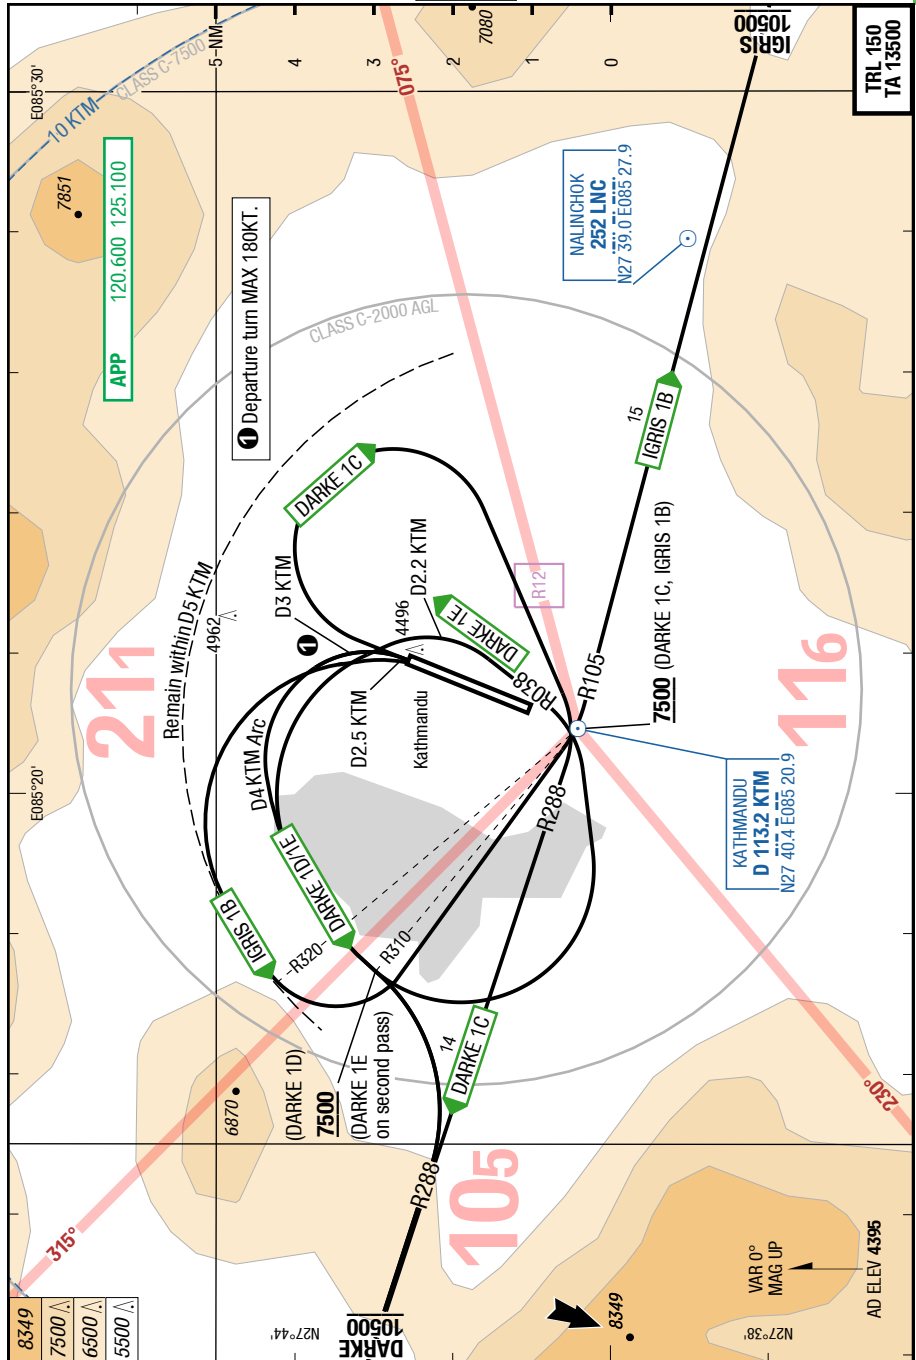 TRL 150
TA 13500
IGRIS
10500
7080
075°
5 NM
4
3
2
1
0
E085°30'
10 KTM
CLASS C-7500
7851
APP 120.600 125.100
❶ Departure turn MAX 180KT.
NALINCHOK
252 LNC
N27 39.0 E085 27.9
CLASS C-2000 AGL
IGRIS 1B
15
DARKE 1C
Remain within D5 KTM
4962
D3 KTM
❶
4496
D2.2 KTM
DARKE 1E
R12
R038
R105
7500 (DARKE 1C, IGRIS 1B)
211
116
D2.5 KTM
Kathmandu
D4 KTM Arc
E085°20'
KATHMANDU
D 113.2 KTM
N27 40.4 E085 20.9
R288
IGRIS 1B
DARKE 1D/1E
R320
R310
(DARKE 1D)
7500
(DARKE 1E
on second pass)
14
DARKE 1C
6870
230°
105
315°
R288
DARKE
10500
VAR 0°
MAG UP
AD ELEV 4395
8349
N27°44'
N27°38'
8349
7500
6500
5500